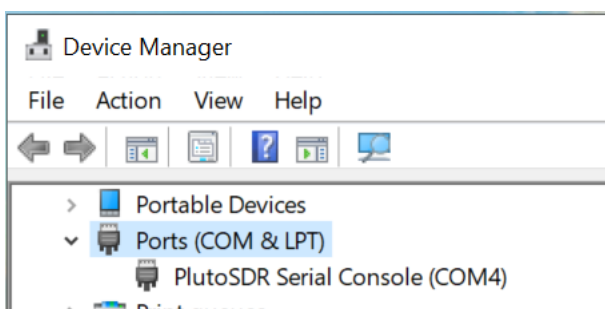 Device Manager
File Action View Help
Portable Devices
Ports (COM & LPT)
PlutoSDR Serial Console (COM4)